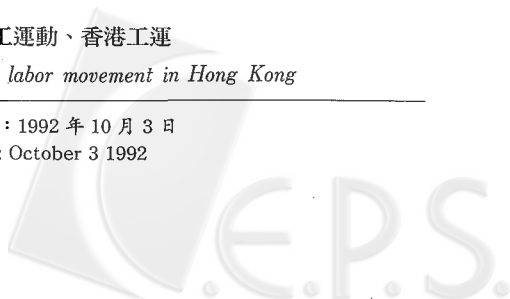 工運動、香港工運
labor movement in Hong Kong
：1992 年 10 月 3 日
: October 3 1992
C.E.P.S.